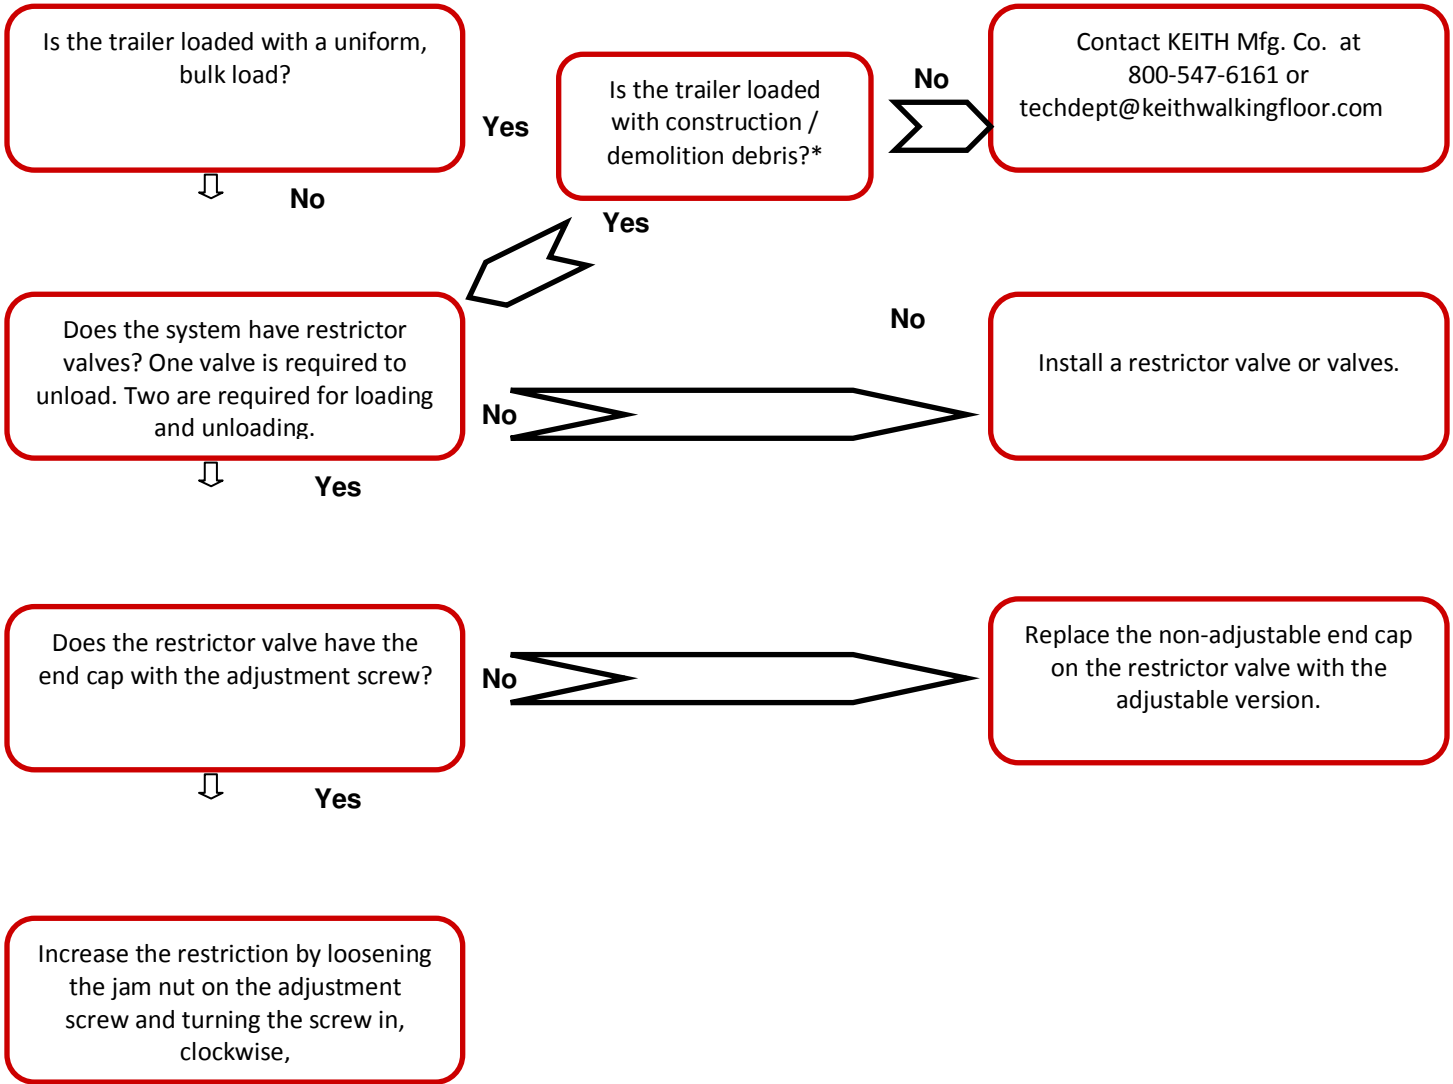 Is the trailer loaded with a uniform,
bulk load?
Yes
No
Is the trailer loaded
with construction /
demolition debris?*
No
Yes
Contact KEITH Mfg. Co. at
800-547-6161 or
techdept@keithwalkingfloor.com
Does the system have restrictor
valves? One valve is required to
unload. Two are required for loading
and unloading.
No
No
Yes
Install a restrictor valve or valves.
Does the restrictor valve have the
end cap with the adjustment screw?
No
Yes
Replace the non-adjustable end cap
on the restrictor valve with the
adjustable version.
Increase the restriction by loosening
the jam nut on the adjustment
screw and turning the screw in,
clockwise,